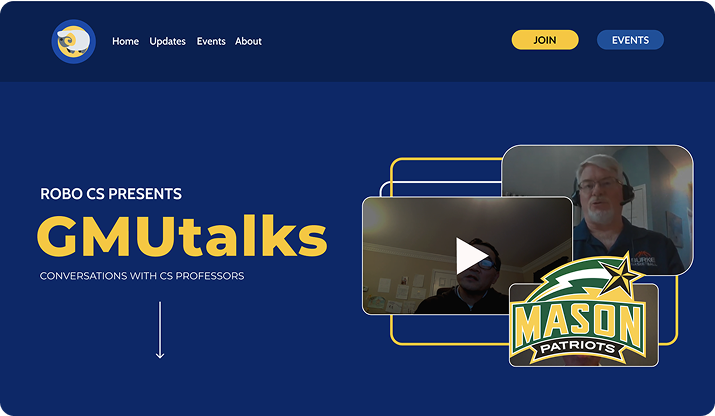 Home Updates Events About JOIN EVENTS
ROBO CS PRESENTS
GMUtalks
CONVERSATIONS WITH CS PROFESSORS
MASON
PATRIOTS